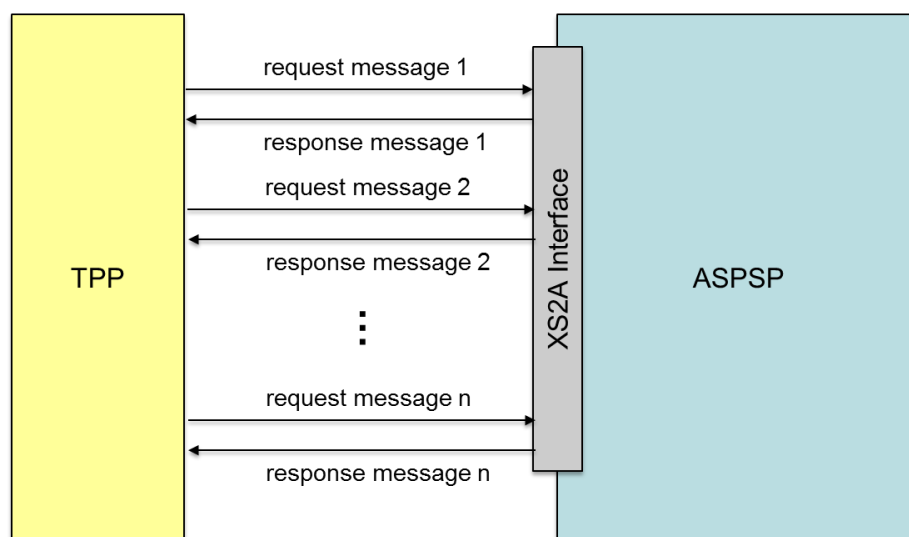 request message 1
response message 1
request message 2
response message 2
TPP
XS2A Interface
ASPSP
⋮
request message n
response message n